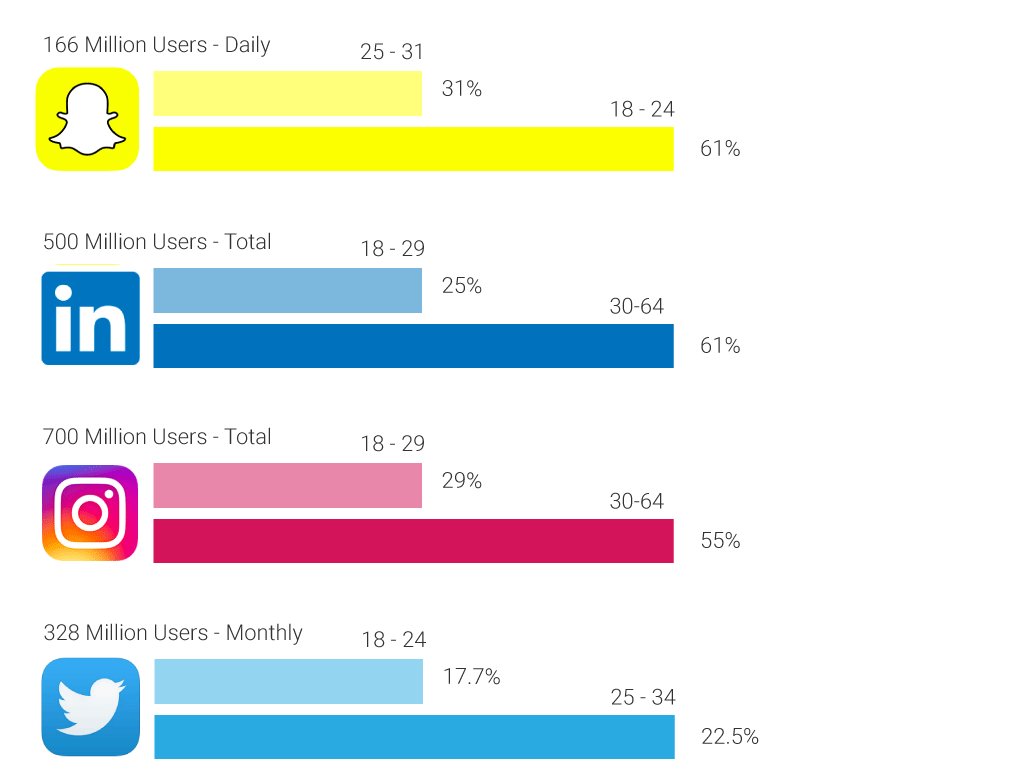 166 Million Users - Daily
25 - 31
31%
18 - 24
61%
500 Million Users - Total
18 - 29
25%
30-64
in
61%
700 Million Users - Total
18 - 29
29%
30-64
55%
328 Million Users - Monthly
18 - 24
17.7%
25 - 34
22.5%